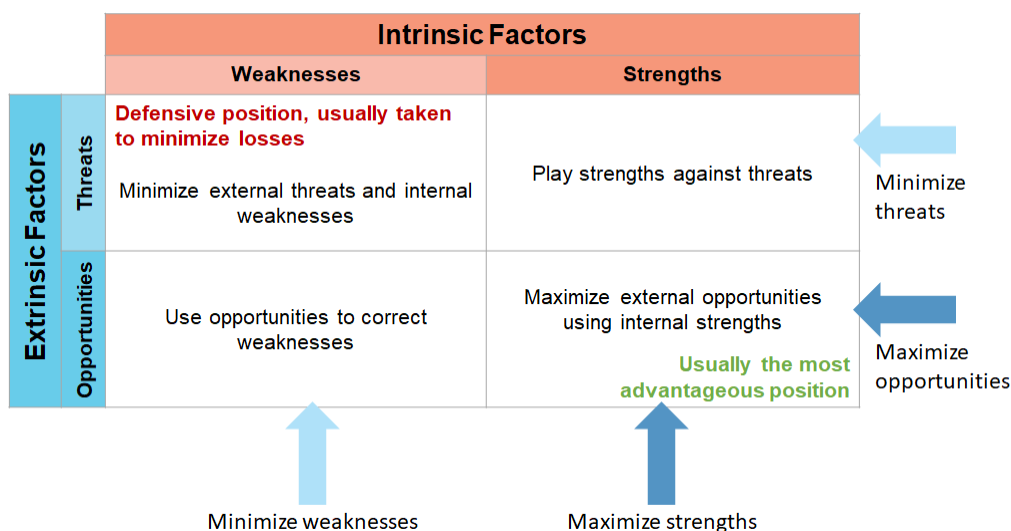 Intrinsic Factors
Weaknesses
Strengths
Extrinsic Factors
Threats
Defensive position, usually taken
to minimize losses
Minimize external threats and internal
weaknesses
Play strengths against threats
Minimize
threats
Opportunities
Use opportunities to correct
weaknesses
Maximize external opportunities
using internal strengths
Usually the most
advantageous position
Maximize
opportunities
Minimize weaknesses
Maximize strengths